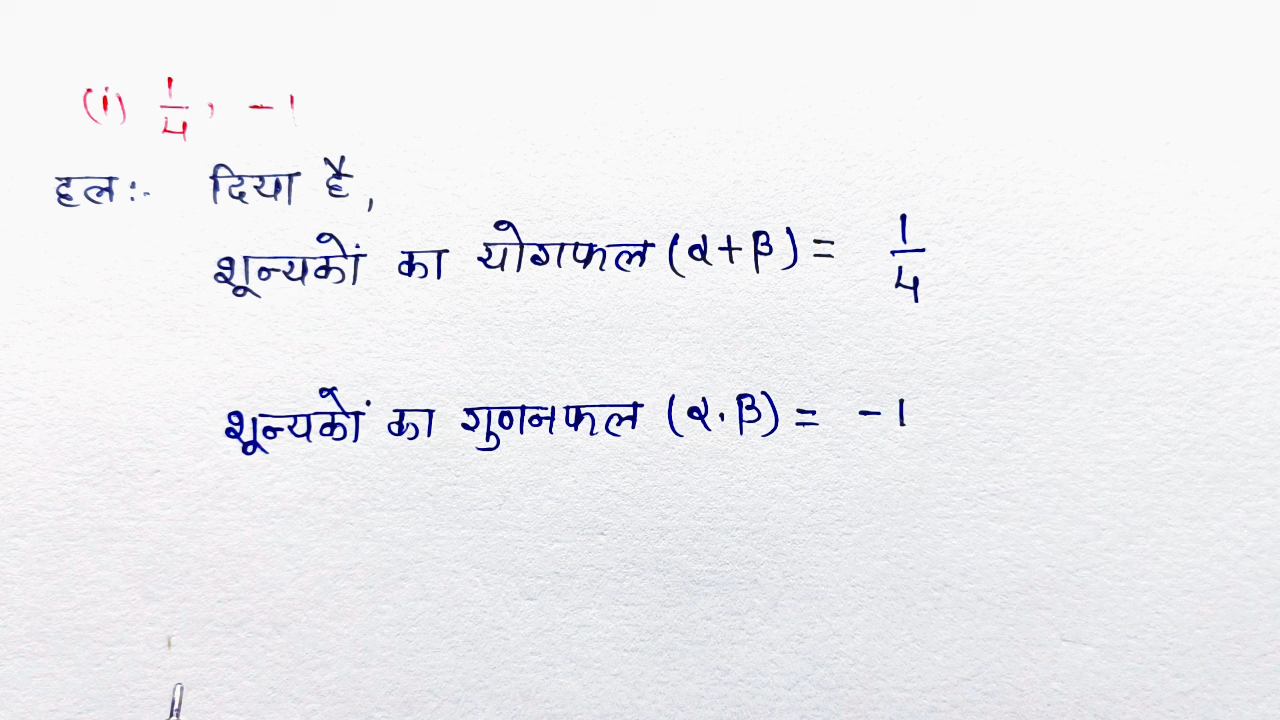 (i) 1/4, -1
हल:- दिया है,
शून्यकों का योगफल (α+β) = 1/4
शून्यकों का गुणनफल (α.β) = -1